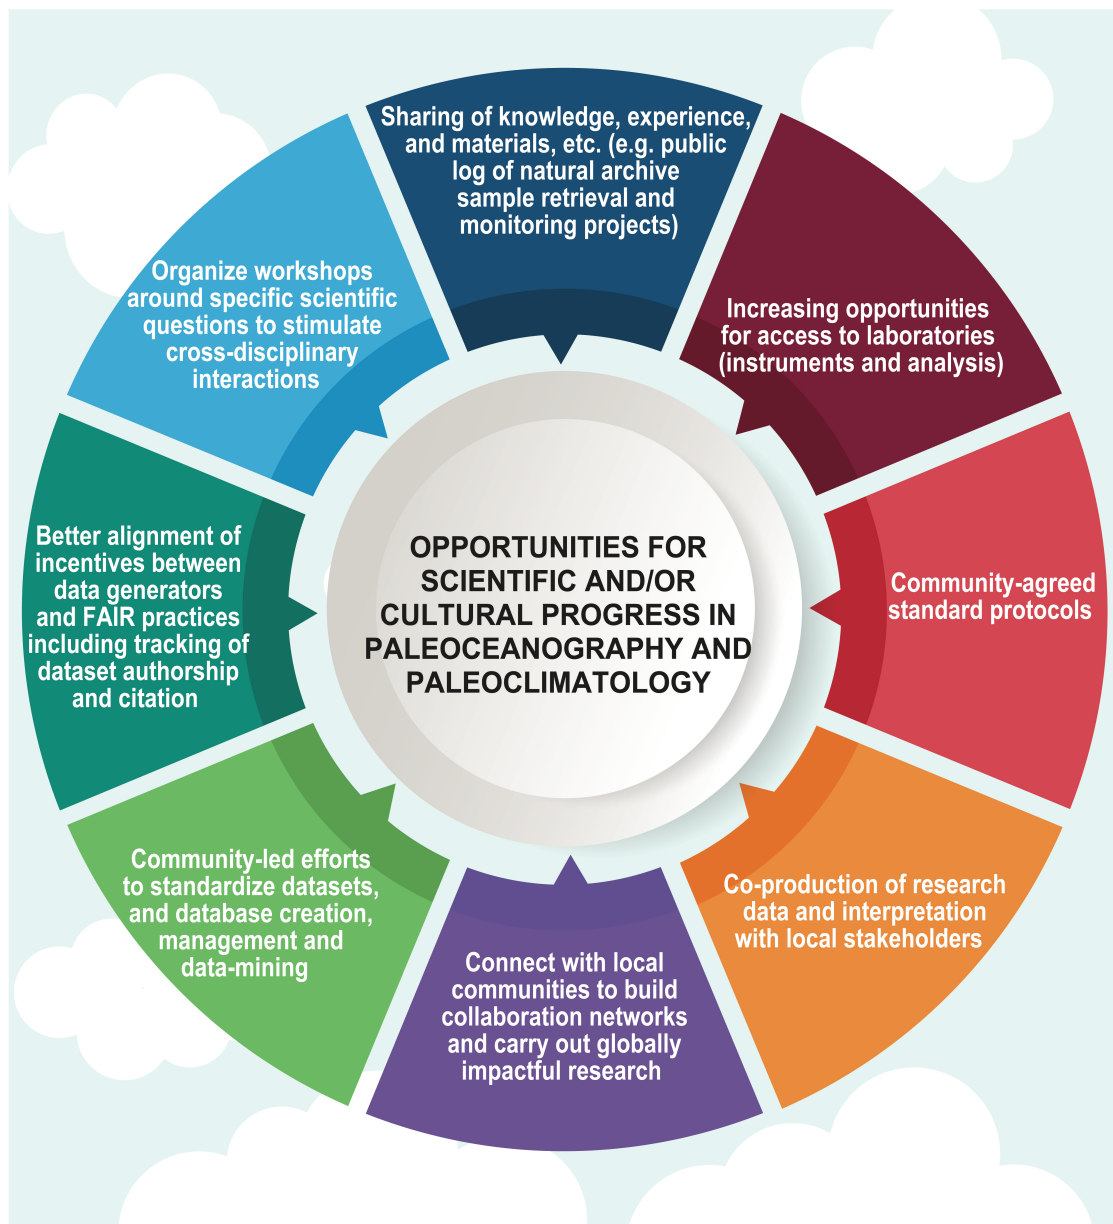 Sharing of knowledge, experience,
and materials, etc. (e.g. public
log of natural archive
sample retrieval and
monitoring projects)
Increasing opportunities
for access to laboratories
(instruments and analysis)
Community-agreed
standard protocols
Co-production of research
data and interpretation
with local stakeholders
Connect with local
communities to build
collaboration networks
and carry out globally
impactful research
Community-led efforts
to standardize datasets,
and database creation,
management and
data-mining
Better alignment of
incentives between
data generators
and FAIR practices
including tracking of
dataset authorship
and citation
Organize workshops
around specific scientific
questions to stimulate
cross-disciplinary
interactions
OPPORTUNITIES FOR
SCIENTIFIC AND/OR
CULTURAL PROGRESS IN
PALEOCEANOGRAPHY AND
PALEOCLIMATOLOGY